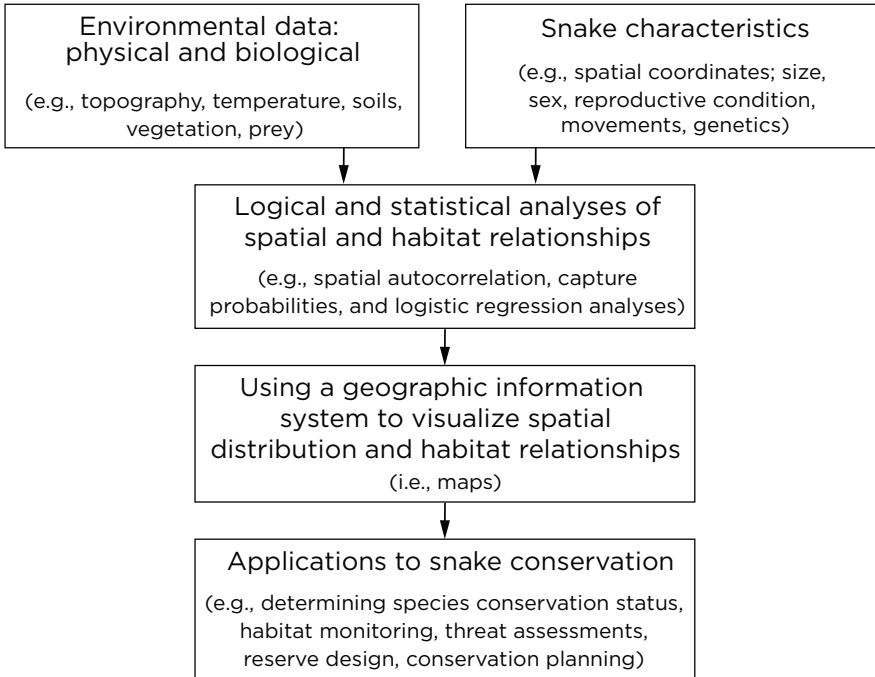 Environmental data:
physical and biological
(e.g., topography, temperature, soils,
vegetation, prey)
Snake characteristics
(e.g., spatial coordinates; size,
sex, reproductive condition,
movements, genetics)
Logical and statistical analyses of
spatial and habitat relationships
(e.g., spatial autocorrelation, capture
probabilities, and logistic regression analyses)
Using a geographic information
system to visualize spatial
distribution and habitat relationships
(i.e., maps)
Applications to snake conservation
(e.g., determining species conservation status,
habitat monitoring, threat assessments,
reserve design, conservation planning)